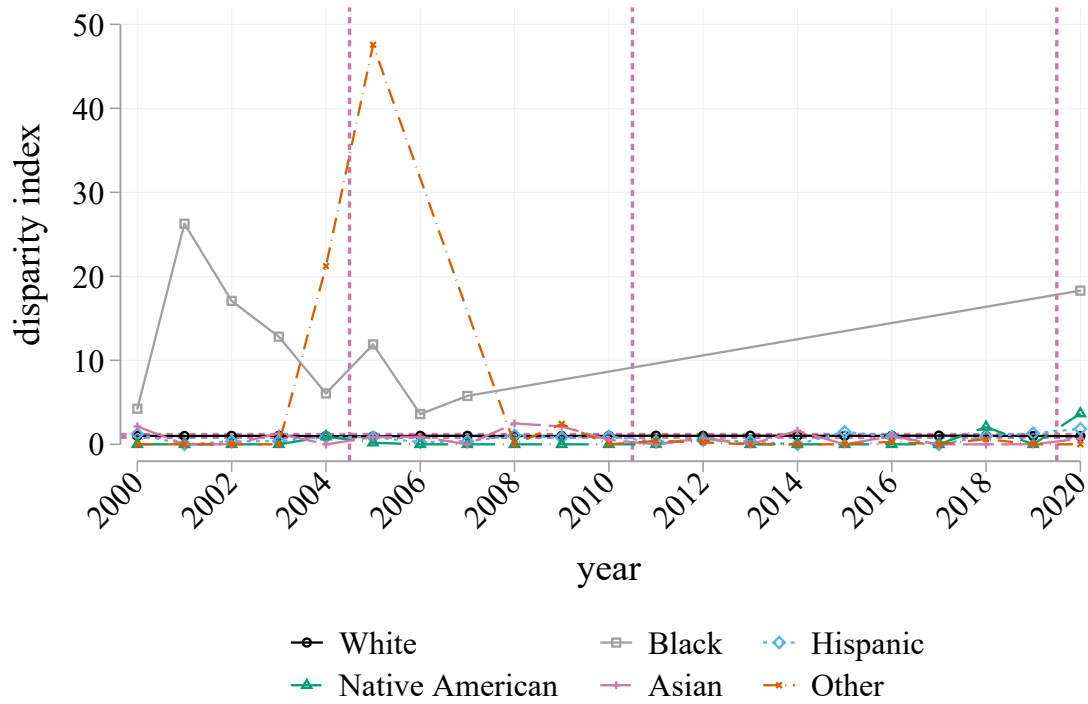 50
40
30
20
10
0
disparity index
2000 2002 2004 2006 2008 2010 2012 2014 2016 2018 2020
year
White Black Hispanic
Native American Asian Other